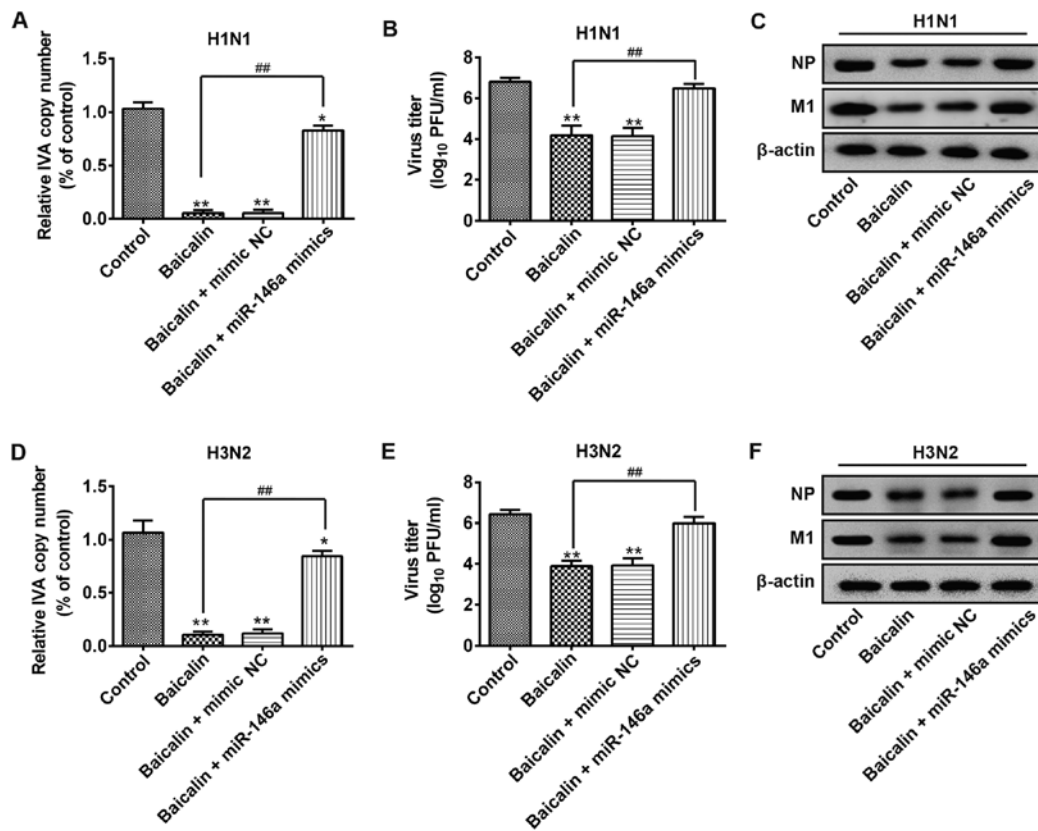 A
H1N1
Relative IVA copy number
(% of control)
1.5
1.0
0.5
0.0
##
**
**
*
Control
Baicalin
Baicalin + mimic NC
Baicalin + miR-146a mimics
B
H1N1
Virus titer
(log10 PFU/ml)
8
6
4
2
0
##
**
**
Control
Baicalin
Baicalin + mimic NC
Baicalin + miR-146a mimics
C
H1N1
NP
M1
β-actin
Control
Baicalin
Baicalin + mimic NC
Baicalin + miR-146a mimics
D
H3N2
Relative IVA copy number
(% of control)
1.5
1.0
0.5
0.0
##
**
**
*
Control
Baicalin
Baicalin + mimic NC
Baicalin + miR-146a mimics
E
H3N2
Virus titer
(log10 PFU/ml)
8
6
4
2
0
##
**
**
Control
Baicalin
Baicalin + mimic NC
Baicalin + miR-146a mimics
F
H3N2
NP
M1
β-actin
Control
Baicalin
Baicalin + mimic NC
Baicalin + miR-146a mimics